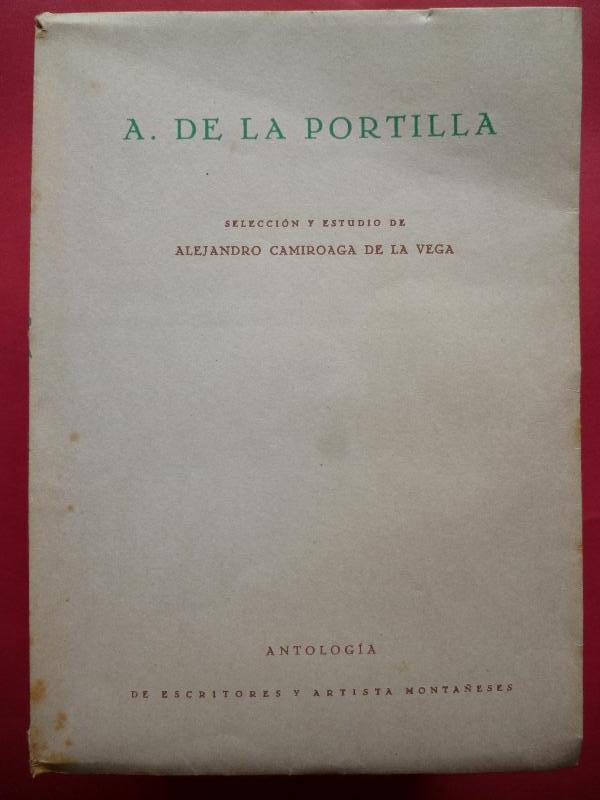 A. DE LA PORTILLA
SELECCIÓN Y ESTUDIO DE
ALEJANDRO CAMIROAGA DE LA VEGA
ANTOLOGÍA
DE ESCRITORES Y ARTISTA MONTAÑESES